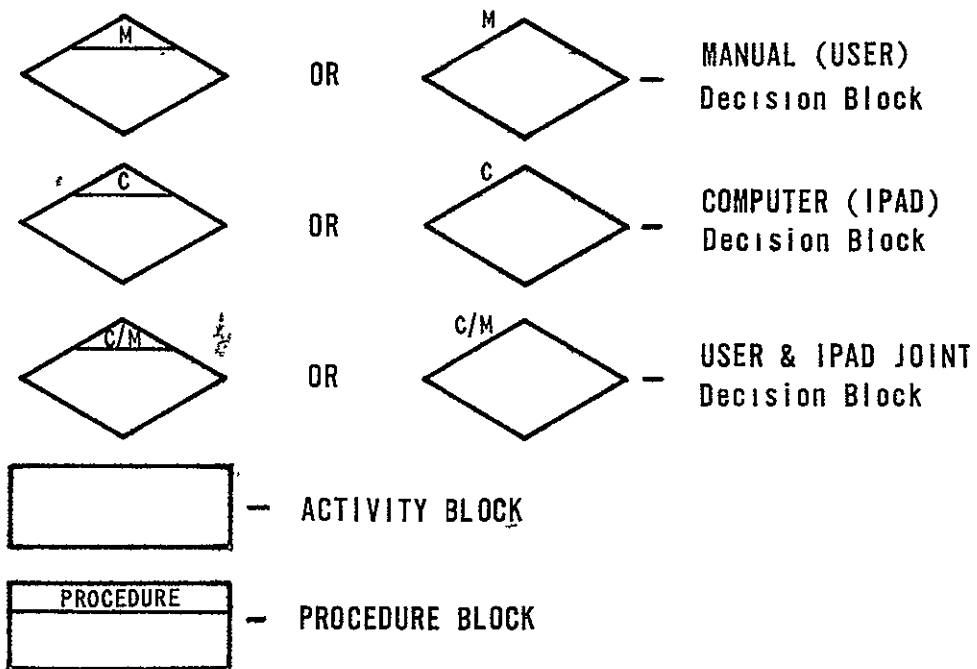 M
OR
M
—
MANUAL (USER)
Decision Block
C
OR
C
—
COMPUTER (IPAD)
Decision Block
C/M
OR
C/M
—
USER & IPAD JOINT
Decision Block
— ACTIVITY BLOCK
PROCEDURE
— PROCEDURE BLOCK